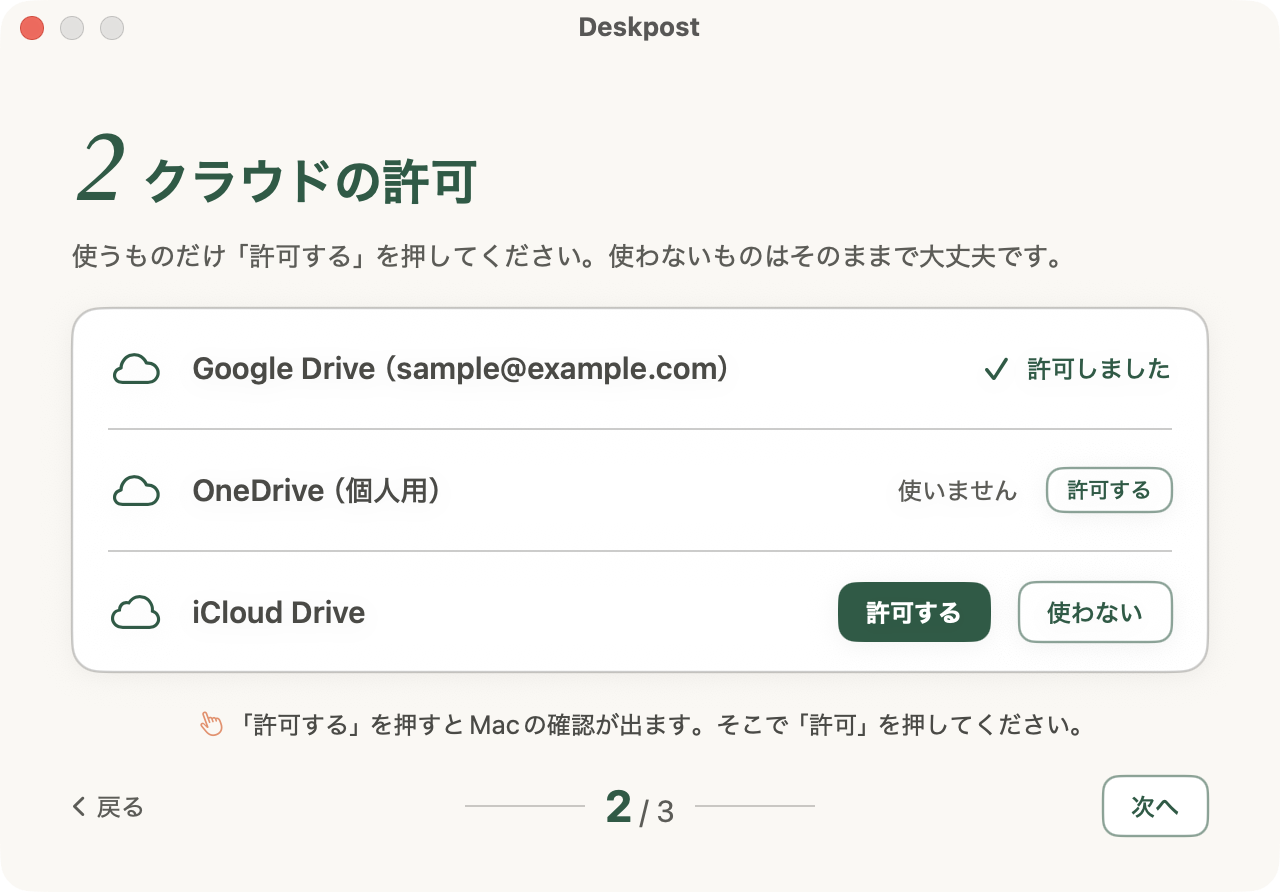 Deskpost
2 クラウドの許可
使うものだけ「許可する」を押してください。使わないものはそのままで大丈夫です。
Google Drive（sample@example.com） 許可しました
OneDrive（個人用） 使いません 許可する
iCloud Drive 許可する 使わない
「許可する」を押すとMacの確認が出ます。そこで「許可」を押してください。
戻る 2 / 3 次へ